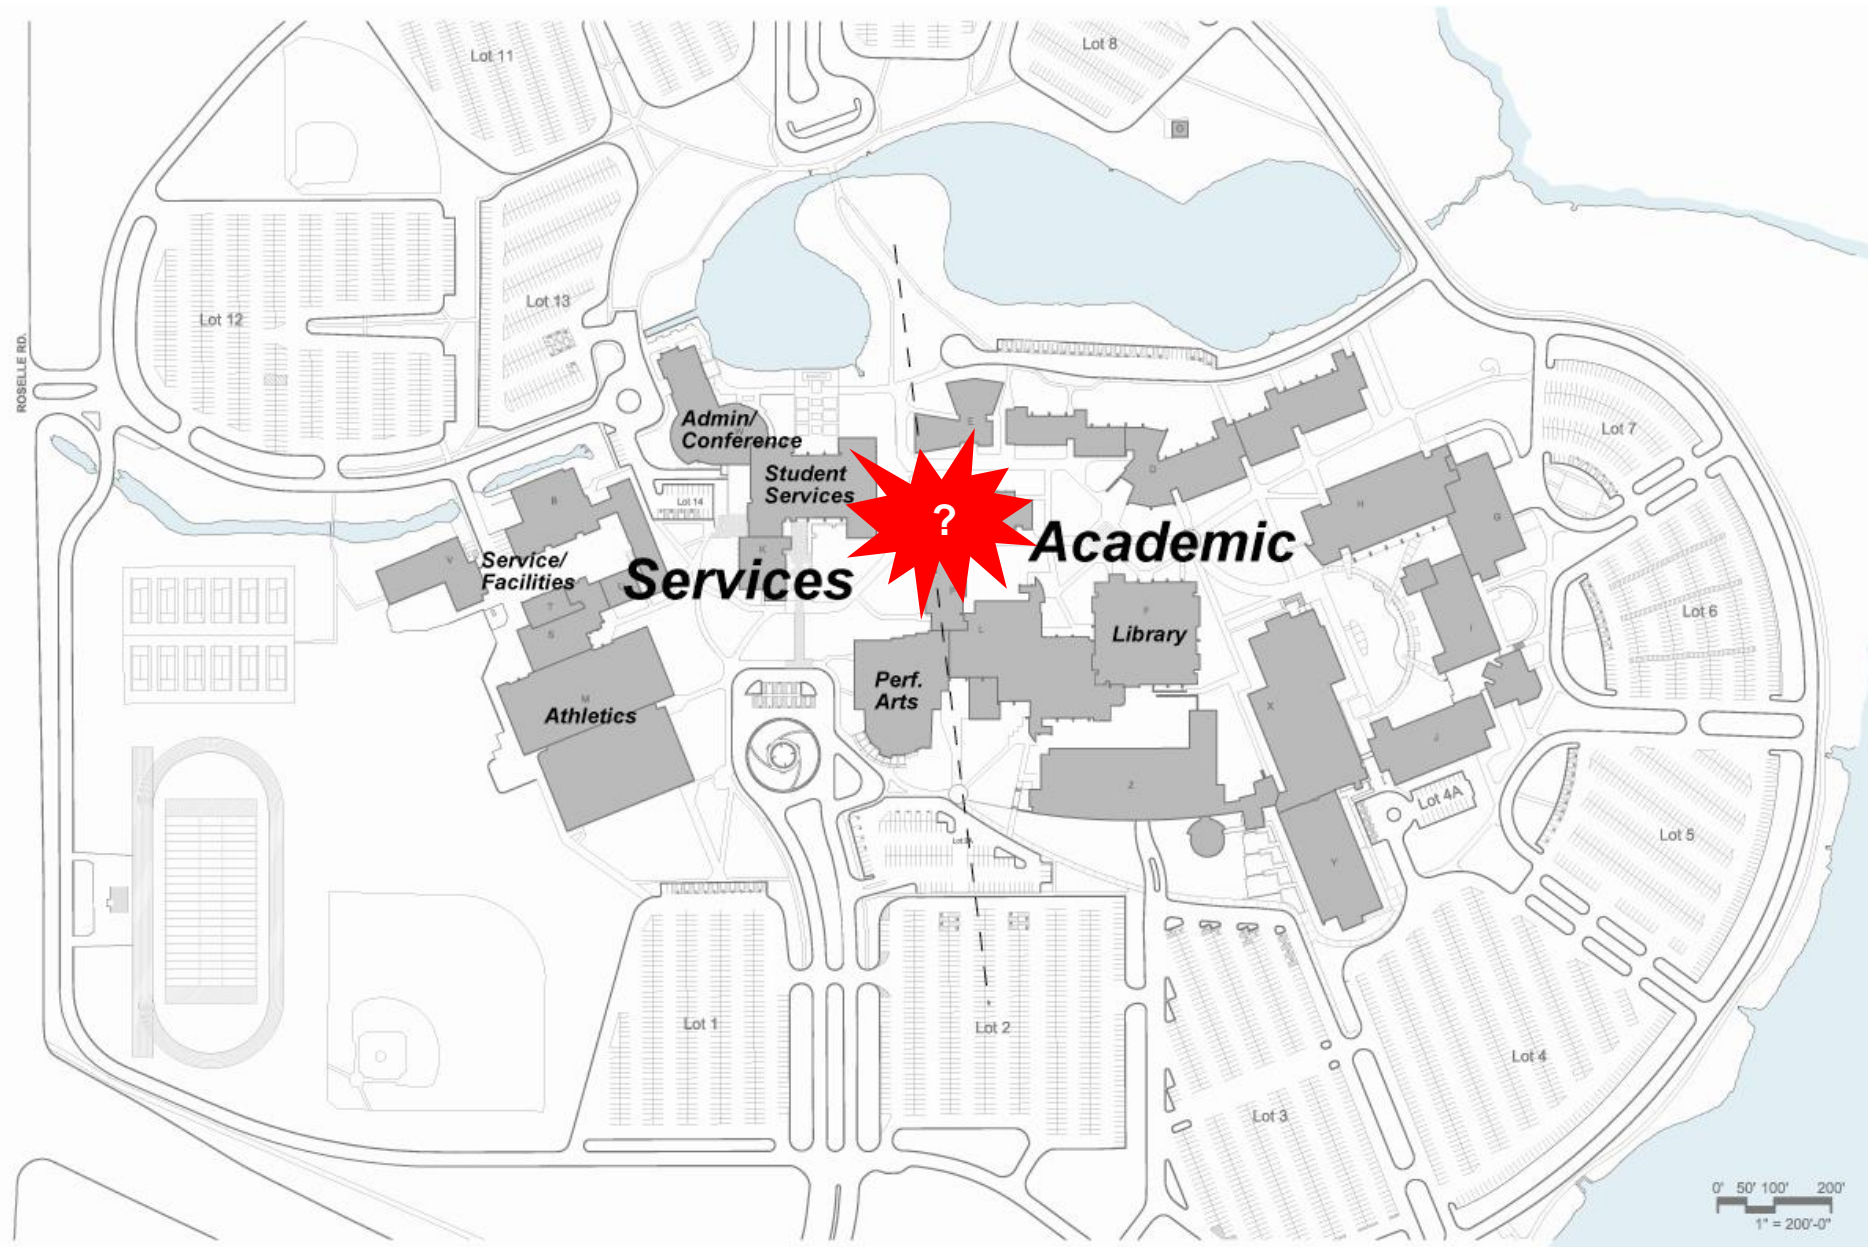 Lot 11
Lot 8
O
Lot 13
Lot 12
ROSELLE RD.
Admin/
Conference
W
E
Lot 7
Student
Services
D
Lot 14
B
H
G
?
Academic
V
Service/
Facilities
K
Services
T
S
L
F
Library
I
Lot 6
Perf.
Arts
M
Athletics
X
J
Z
Lot 4A
Lot 5
Y
Lot 1
Lot 2
Lot 4
Lot 3
0' 50' 100' 200'
1" = 200'-0"